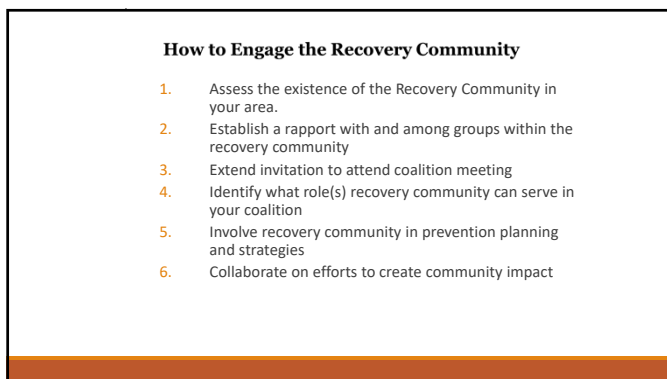 How to Engage the Recovery Community
1. Assess the existence of the Recovery Community in
your area.
2. Establish a rapport with and among groups within the
recovery community
3. Extend invitation to attend coalition meeting
4. Identify what role(s) recovery community can serve in
your coalition
5. Involve recovery community in prevention planning
and strategies
6. Collaborate on efforts to create community impact